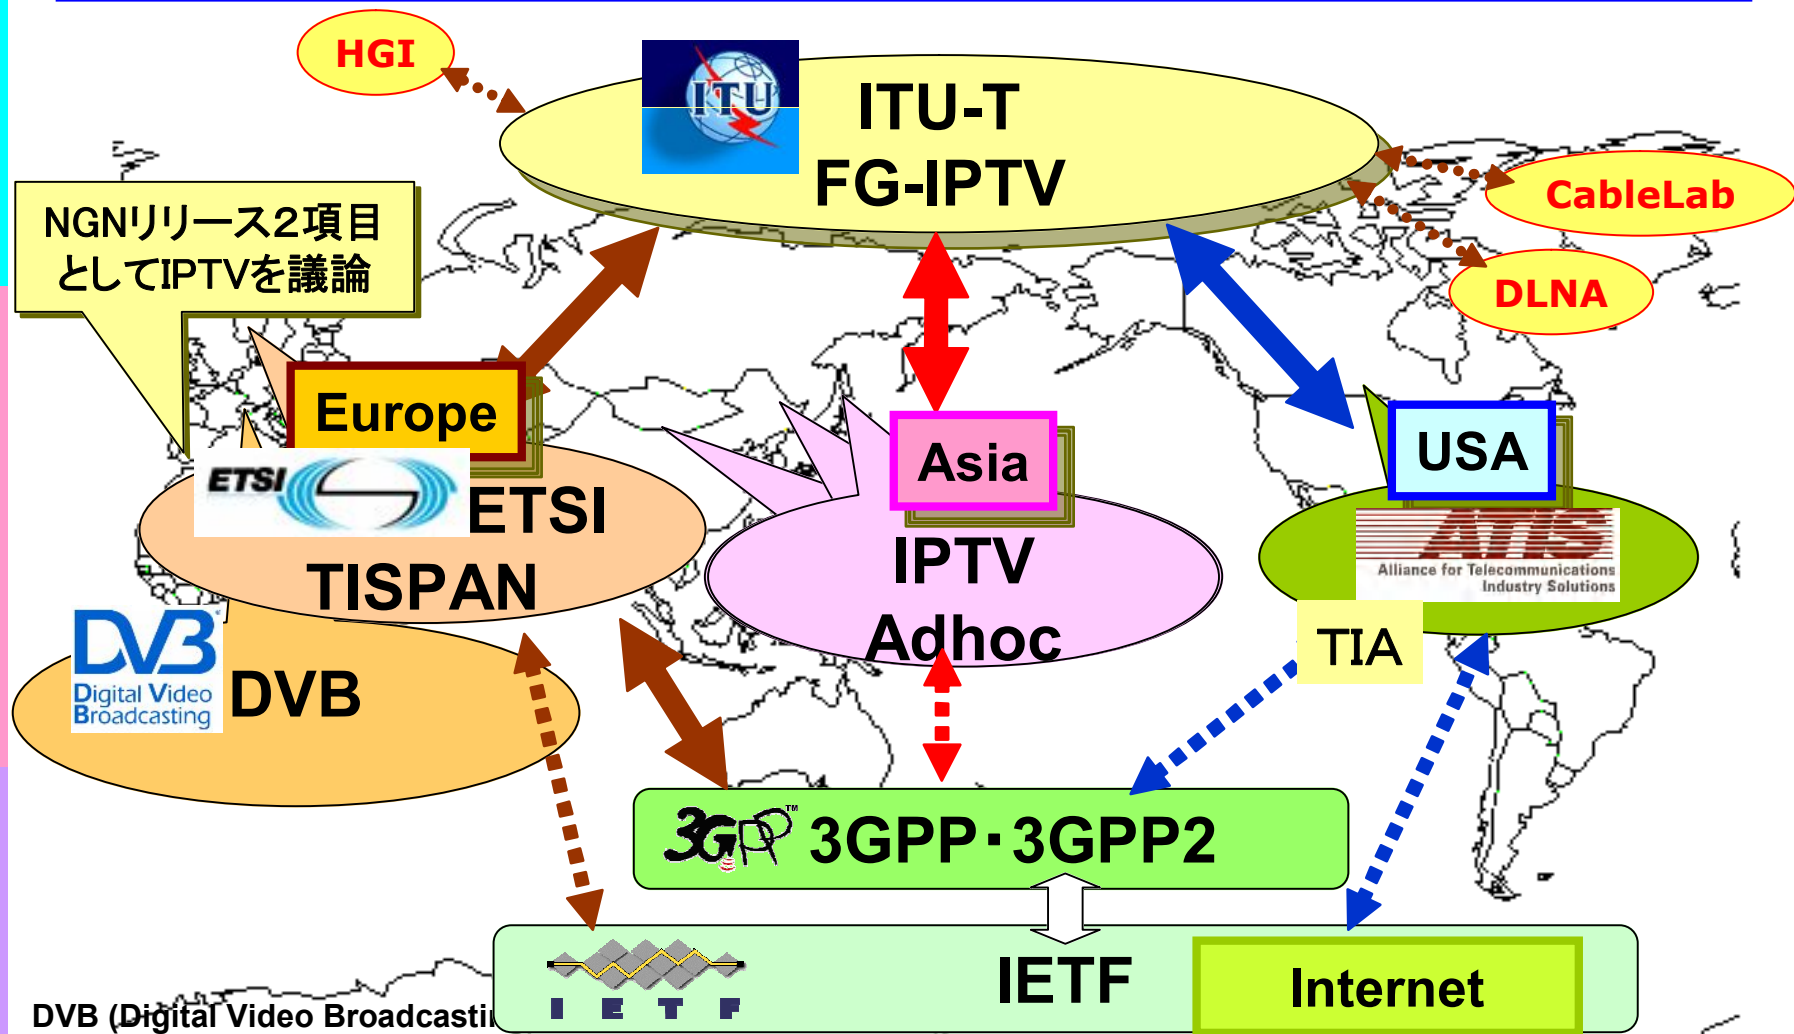 HGI
ITU
ITU-T
FG-IPTV
CableLab
DLNA
NGNリリース2項目
としてIPTVを議論
Europe
Asia
USA
ETSI
ETSI
TISPAN
IPTV
Adhoc
ATIS
Alliance for Telecommunications
Industry Solutions
TIA
DVB
Digital Video
Broadcasting
DVB
3GPP™
3GPP・3GPP2
IETF
IETF
Internet
DVB (Digital Video Broadcastin